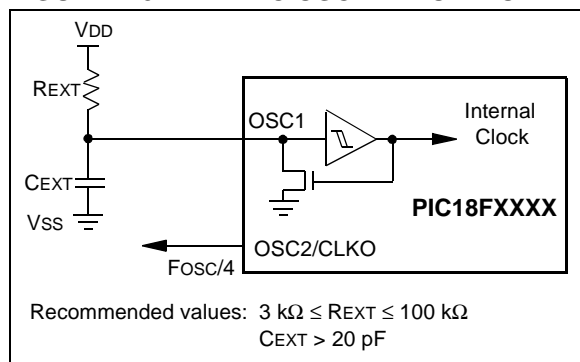 VDD
REXT
OSC1
Internal
Clock
CEXT
PIC18FXXXX
VSS
OSC2/CLKO
FOSC/4
Recommended values: 3 kΩ ≤ REXT ≤ 100 kΩ
CEXT > 20 pF